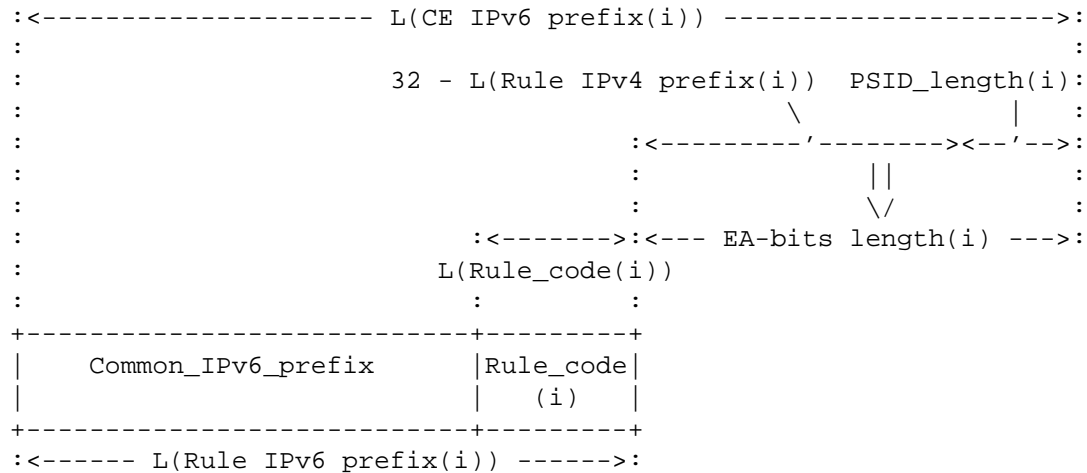 :<--------------------- L(CE IPv6 prefix(i)) --------------------->:
:                                                                  :
:                       32 - L(Rule IPv4 prefix(i))  PSID_length(i):
:                                                \             |   :
:                                      :<---------'--------><--'-->:
:                                      :              ||           :
:                                      :              \/           :
:                            :<------->:<--- EA-bits length(i) --->:
:                          L(Rule_code(i))
:                            :         :
+----------------------------+---------+
|    Common_IPv6_prefix      |Rule_code|
|                            |   (i)   |
+----------------------------+---------+
:<------ L(Rule IPv6 prefix(i)) ------>: